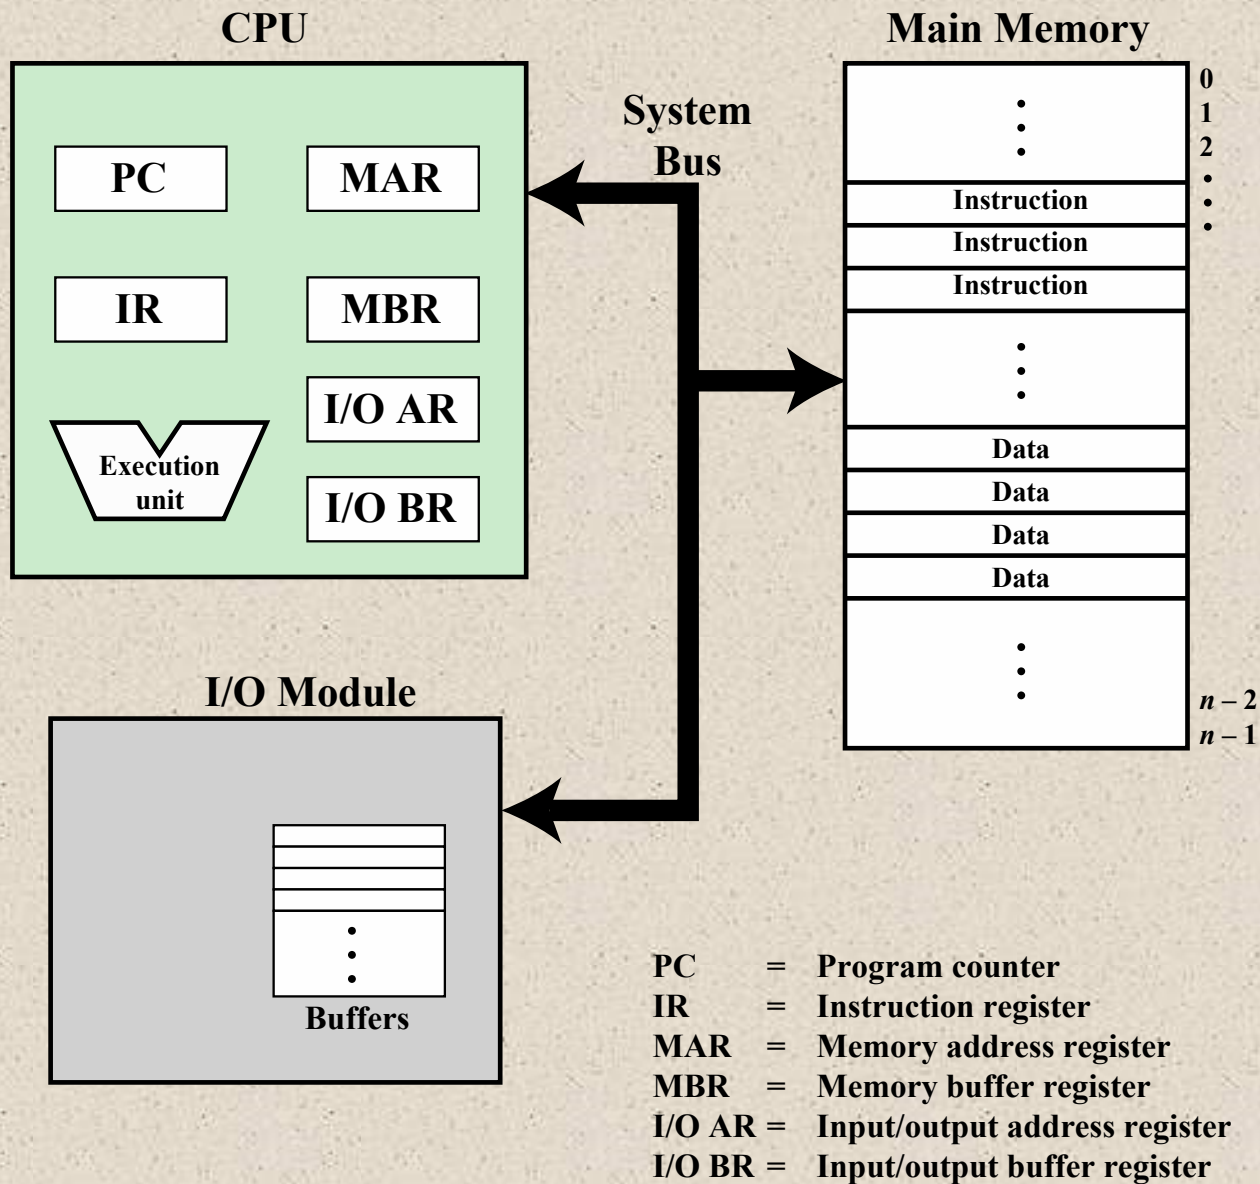 CPU
PC
MAR
IR
MBR
I/O AR
Execution
unit
I/O BR
System
Bus
Main Memory
0
1
2
Instruction
Instruction
Instruction
Data
Data
Data
Data
n – 2
n – 1
I/O Module
Buffers
PC = Program counter
IR = Instruction register
MAR = Memory address register
MBR = Memory buffer register
I/O AR = Input/output address register
I/O BR = Input/output buffer register